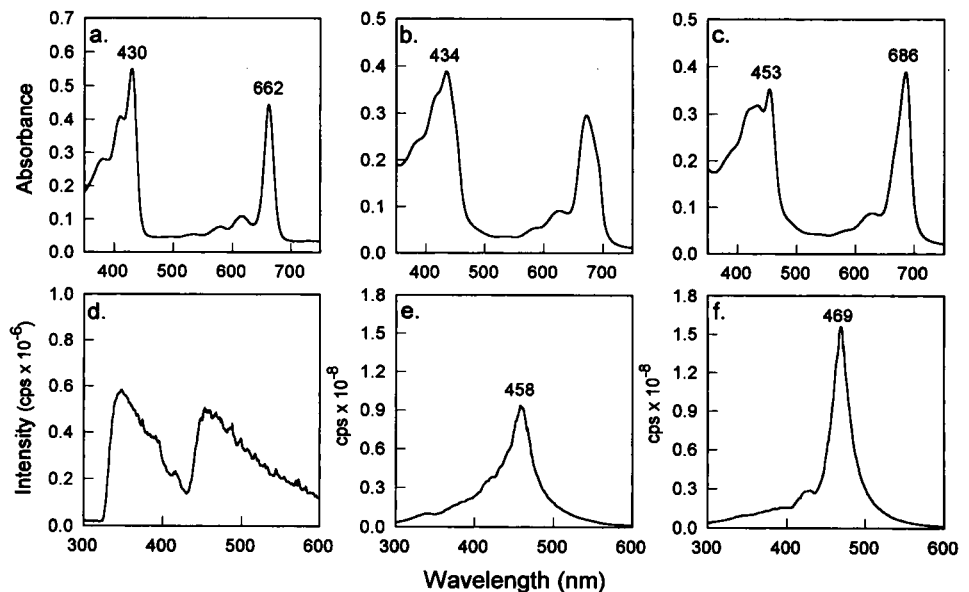 a.
430
662
0.7
0.6
0.5
0.4
0.3
0.2
0.1
0.0
Absorbance
400 500 600 700
b.
434
0.5
0.4
0.3
0.2
0.1
0
400 500 600 700
c.
453
686
0.5
0.4
0.3
0.2
0.1
0
400 500 600 700
d.
1.0
0.8
0.6
0.4
0.2
0.0
Intensity (cps x 10⁻⁶)
300 400 500 600
e.
458
1.8
1.5
1.2
0.9
0.6
0.3
0.0
cps x 10⁻⁸
300 400 500 600
f.
469
1.8
1.5
1.2
0.9
0.6
0.3
0.0
cps x 10⁻⁸
300 400 500 600
Wavelength (nm)